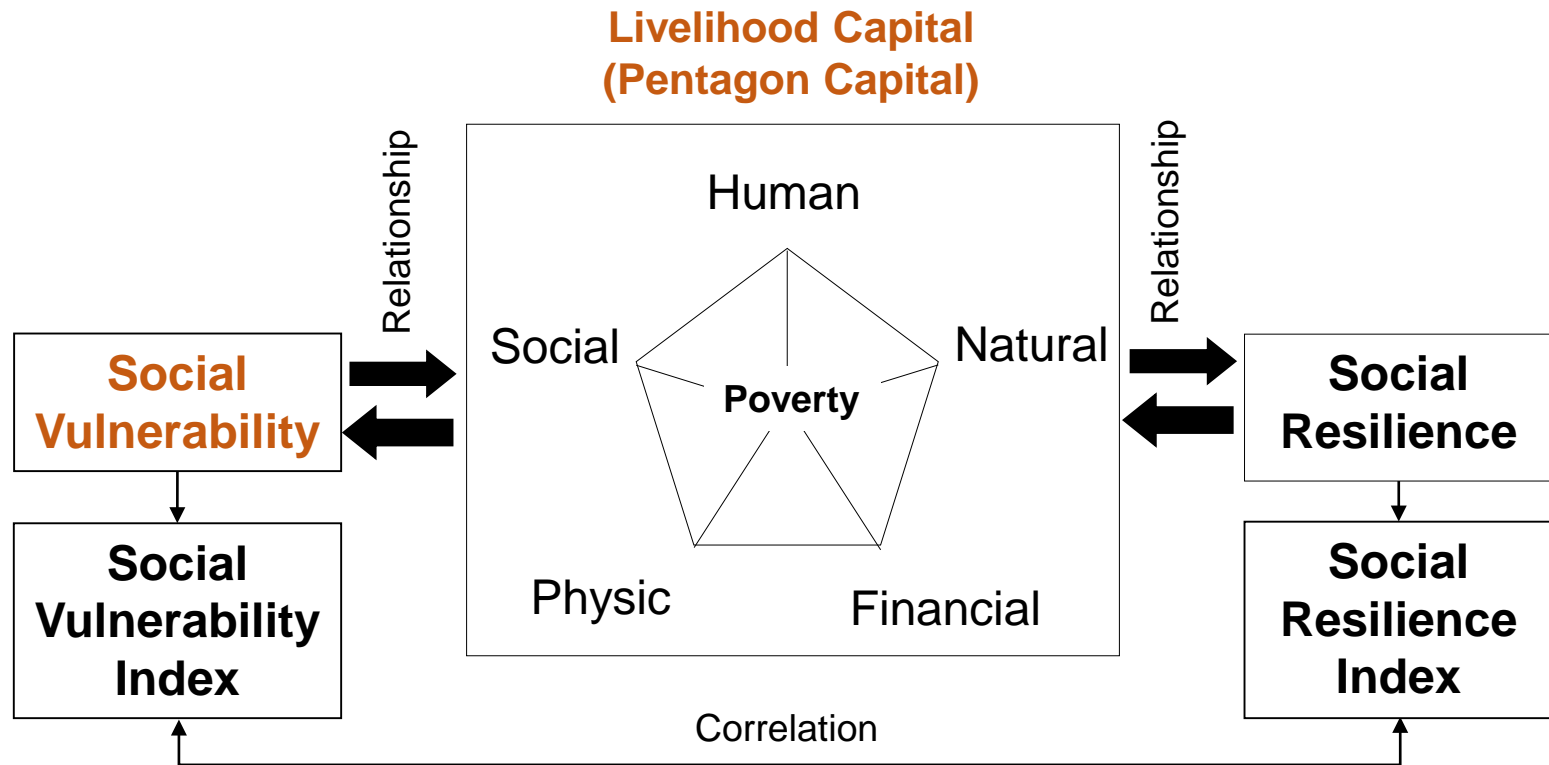 Livelihood Capital
(Pentagon Capital)
Relationship
Relationship
Human
Social
Natural
Poverty
Physic
Financial
Social
Vulnerability
Social
Resilience
Social
Vulnerability
Index
Social
Resilience
Index
Correlation